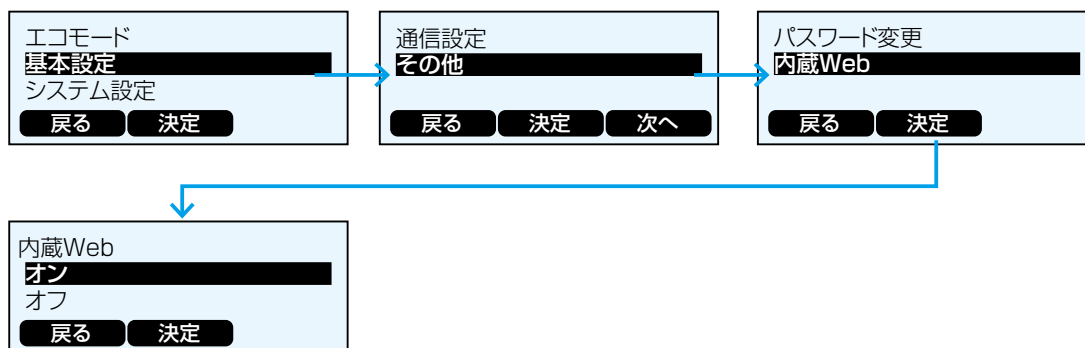 エコモード
基本設定
システム設定
戻る 決定
通信設定
その他
戻る 決定 次へ
パスワード変更
内蔵Web
戻る 決定
内蔵Web
オン
オフ
戻る 決定